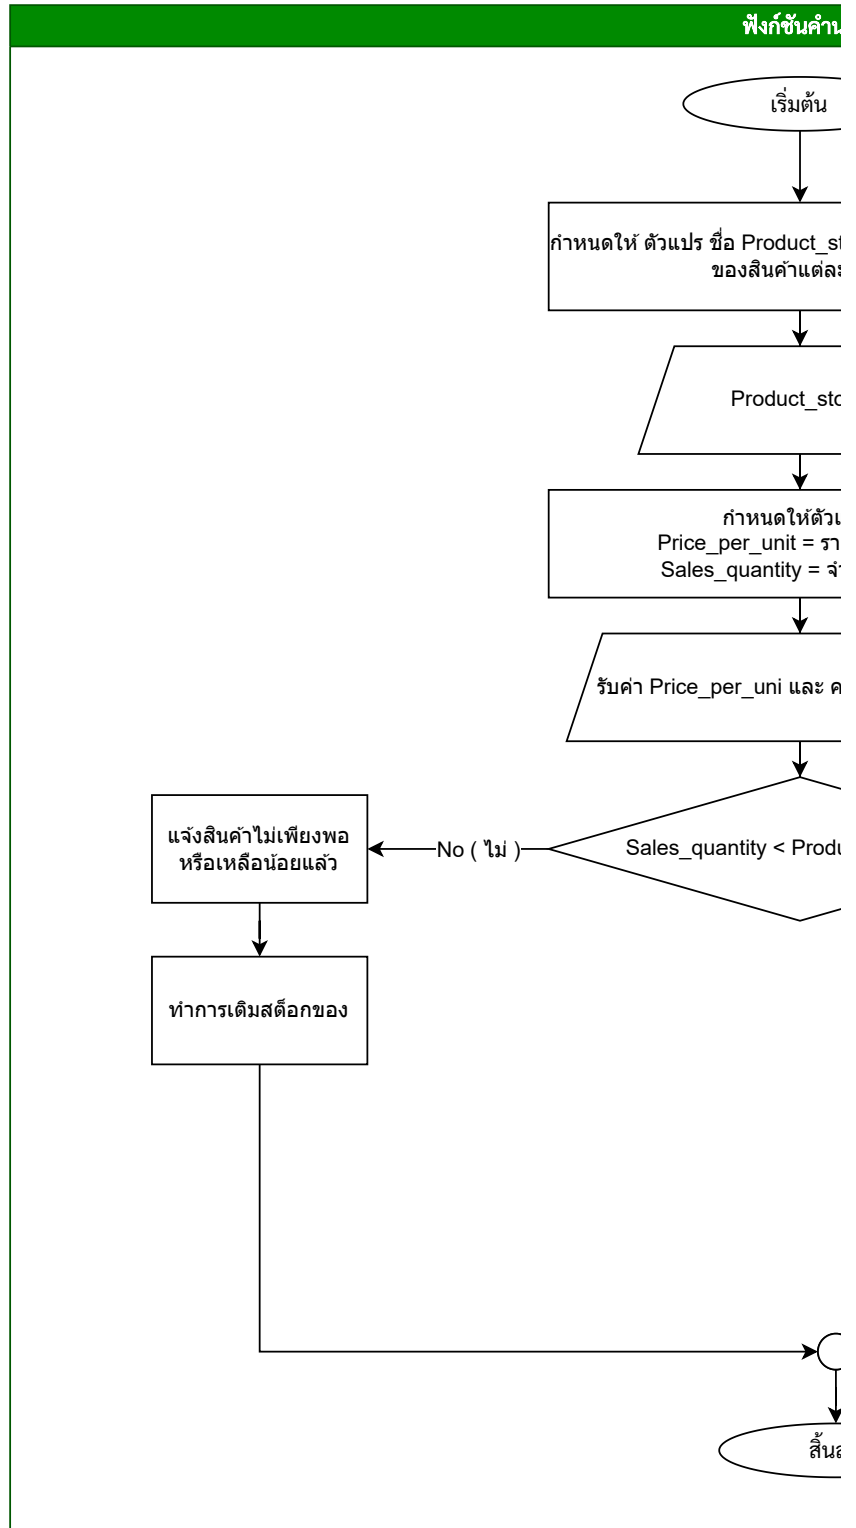 ฟังก์ชันคำน
เริ่มต้น
กำหนดให้ ตัวแปร ชื่อ Product_st
ของสินค้าแต่ละ
Product_sto
กำหนดให้ตัวแ
Price_per_unit = รา
Sales_quantity = จำ
รับค่า Price_per_uni และ ค
Sales_quantity < Produ
No ( ไม่ )
แจ้งสินค้าไม่เพียงพอ
หรือเหลือน้อยแล้ว
ทำการเติมสต็อกของ
สิ้นส